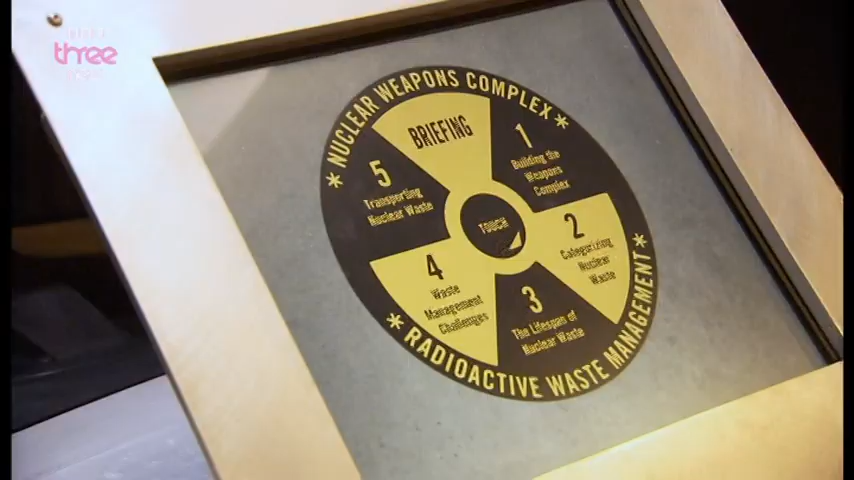 three
* NUCLEAR WEAPONS COMPLEX *
BRIEFING
1
Building the
Weapons
Complex
2
Categorizing
Nuclear
Waste
3
The Lifespan of
Nuclear Waste
4
Waste
Management
Challenges
5
Transporting
Nuclear Waste
TOUCH
* RADIOACTIVE WASTE MANAGEMENT *